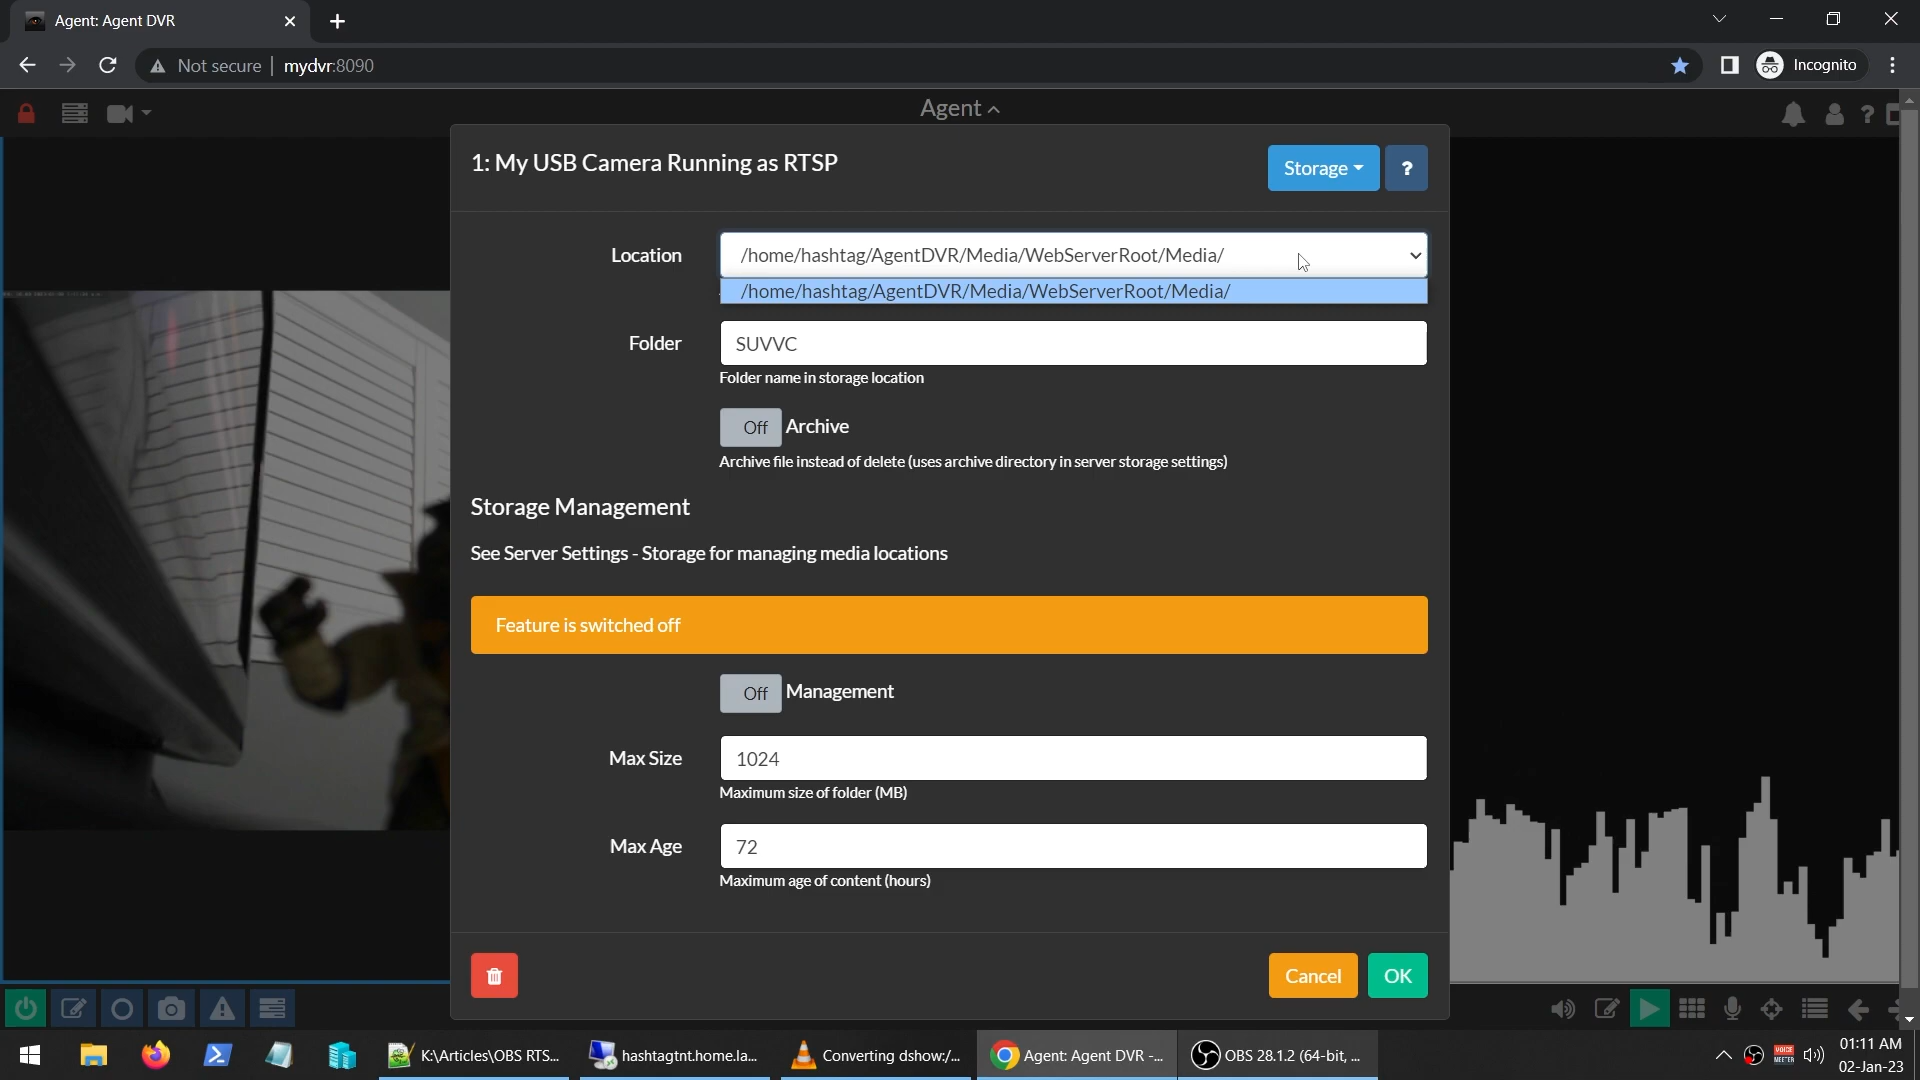 Agent: Agent DVR
Not secure
mydvr:8090
Incognito
Agent
1: My USB Camera Running as RTSP
Storage
?
?
Location
/home/hashtag/AgentDVR/Media/WebServerRoot/Media/
/home/hashtag/AgentDVR/Media/WebServerRoot/Media/
Folder
SUVVC
Folder name in storage location
Off
Archive
Archive file instead of delete (uses archive directory in server storage settings)
Storage Management
See Server Settings - Storage for managing media locations
Feature is switched off
Off
Management
Max Size
1024
Maximum size of folder (MB)
Max Age
72
Maximum age of content (hours)
Cancel
OK
K:\Articles\OBS RTS...
hashtagtnt.home.la...
Converting dshow:/...
Agent: Agent DVR -...
OBS 28.1.2 (64-bit, ...
01:11 AM
02-Jan-23